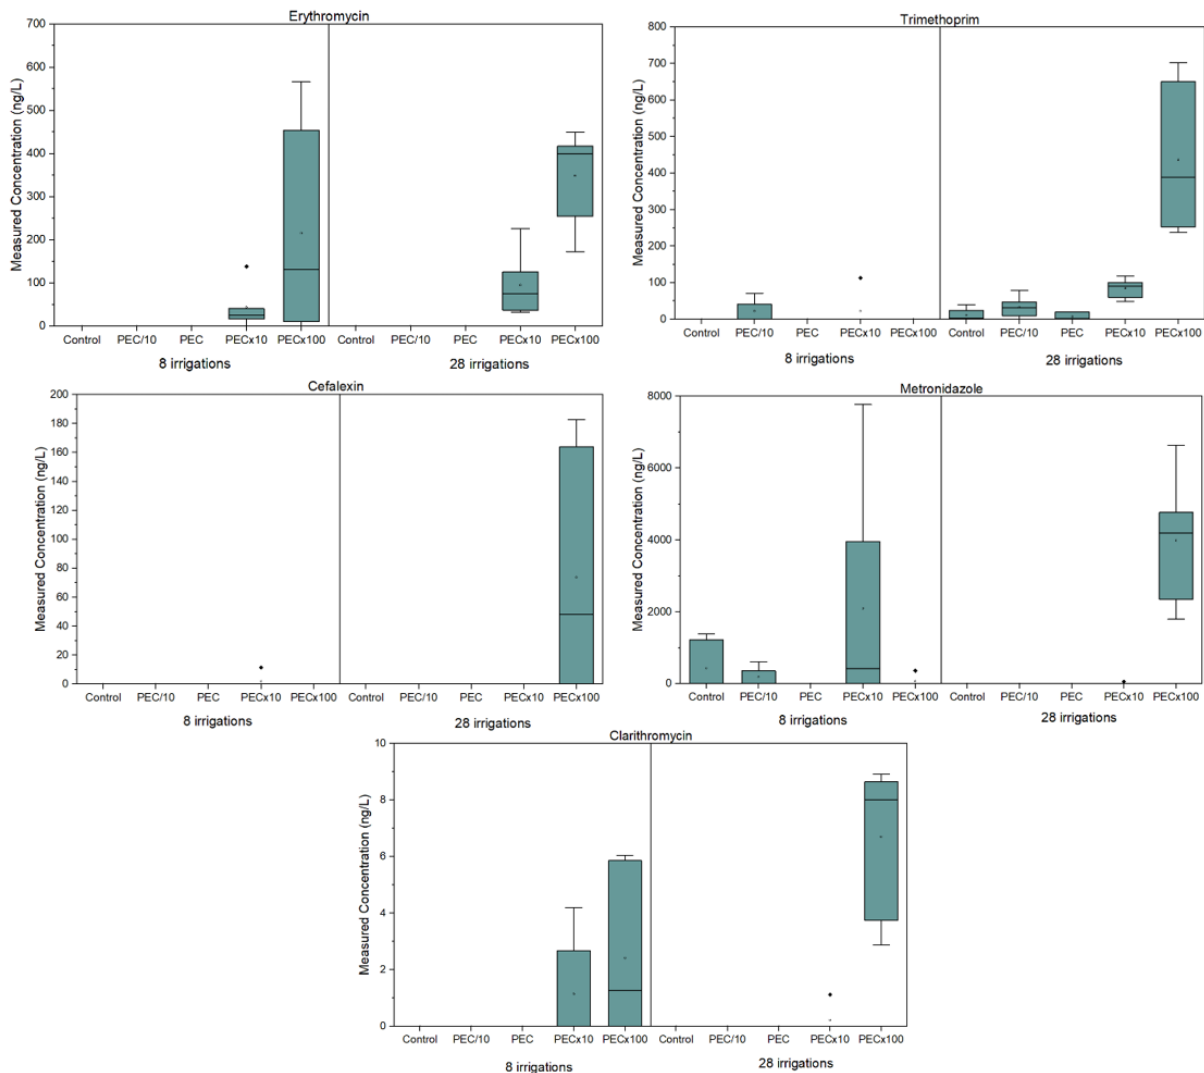 Erythromycin
Measured Concentration (ng/L)
700
600
500
400
300
200
100
0
Control PEC/10 PEC PECx10 PECx100 Control PEC/10 PEC PECx10 PECx100
8 irrigations 28 irrigations
Trimethoprim
Measured Concentration (ng/L)
800
700
600
500
400
300
200
100
0
Control PEC/10 PEC PECx10 PECx100 Control PEC/10 PEC PECx10 PECx100
8 irrigations 28 irrigations
Cefalexin
Measured Concentration (ng/L)
200
180
160
140
120
100
80
60
40
20
0
Control PEC/10 PEC PECx10 PECx100 Control PEC/10 PEC PECx10 PECx100
8 irrigations 28 irrigations
Metronidazole
Measured Concentration (ng/L)
8000
6000
4000
2000
0
Control PEC/10 PEC PECx10 PECx100 Control PEC/10 PEC PECx10 PECx100
8 irrigations 28 irrigations
Clarithromycin
Measured Concentration (ng/L)
10
8
6
4
2
0
Control PEC/10 PEC PECx10 PECx100 Control PEC/10 PEC PECx10 PECx100
8 irrigations 28 irrigations